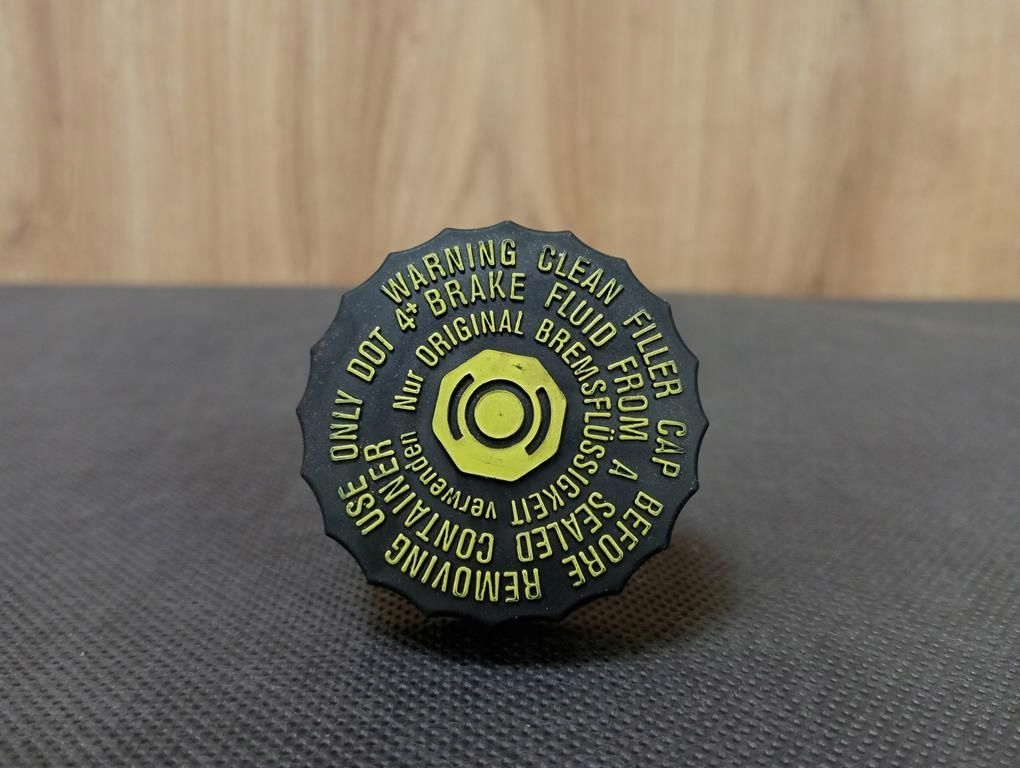 WARNING CLEAN FILLER CAP BEFORE REMOVING
USE ONLY DOT 4+ BRAKE FLUID FROM A SEALED CONTAINER
Nur ORIGINAL BREMSFLÜSSIGKEIT verwenden